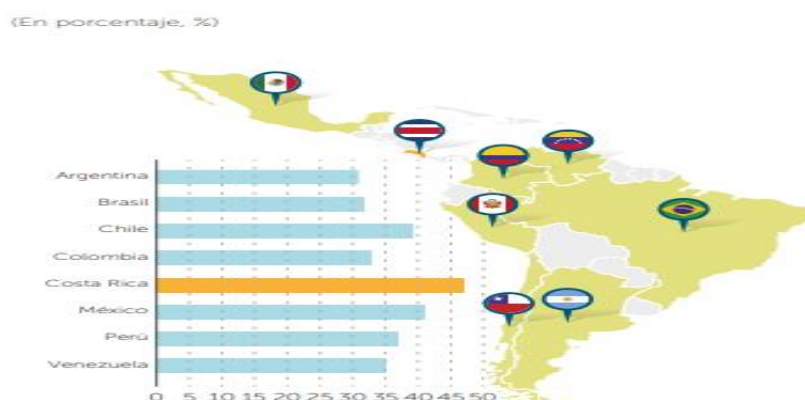 (En porcentaje, %)
Argentina
Brasil
Chile
Colombia
Costa Rica
México
Perú
Venezuela
0 5 10 15 20 25 30 35 40 45 50